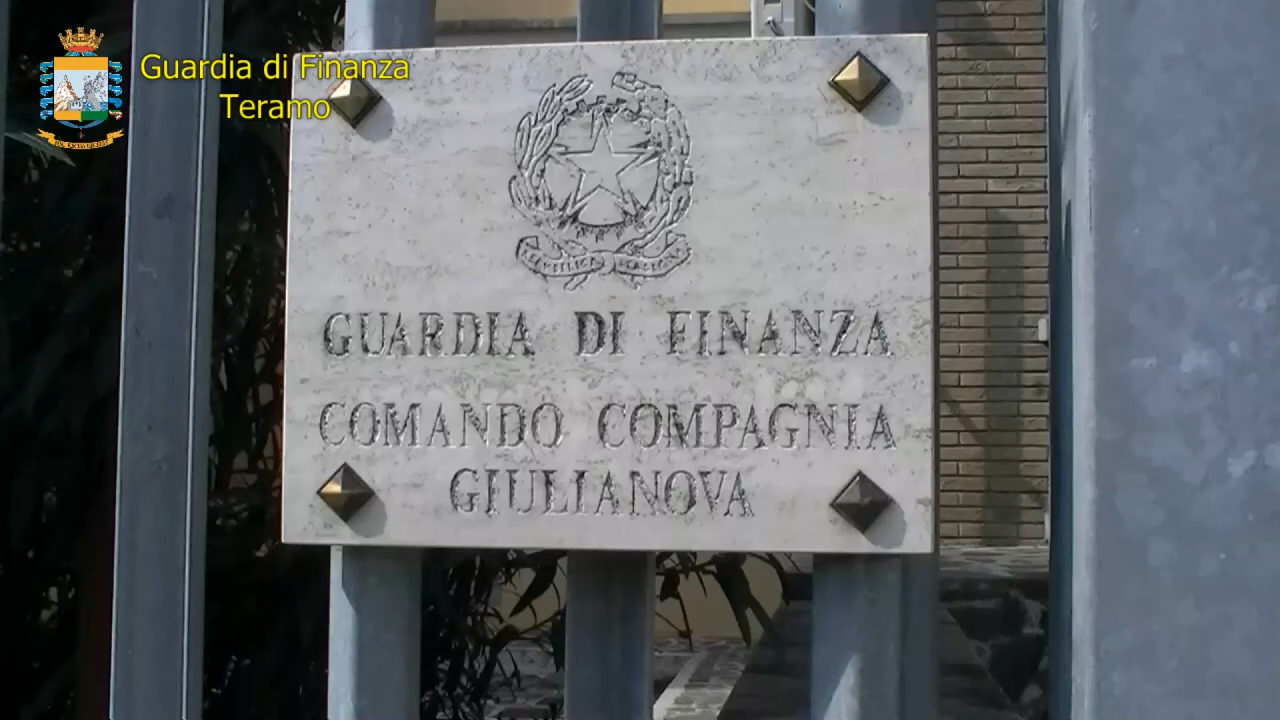 Guardia di Finanza
Teramo
GUARDIA DI FINANZA
COMANDO COMPAGNIA
GIULIANOVA